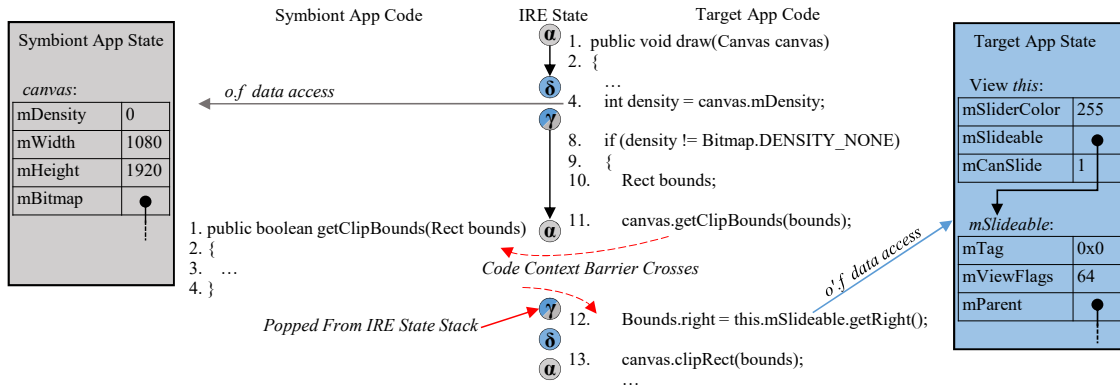 Symbiont App Code
IRE State
Target App Code
Symbiont App State
canvas:
mDensity 0
mWidth 1080
mHeight 1920
mBitmap
o.f data access
α
δ
γ
α
1. public void draw(Canvas canvas)
2. {
…
4. int density = canvas.mDensity;
8. if (density != Bitmap.DENSITY_NONE)
9. {
10. Rect bounds;
11. canvas.getClipBounds(bounds);
1. public boolean getClipBounds(Rect bounds)
2. {
3. …
4. }
Code Context Barrier Crosses
Popped From IRE State Stack
γ
δ
α
12. Bounds.right = this.mSlideable.getRight();
13. canvas.clipRect(bounds);
…
o'.f data access
Target App State
View this:
mSliderColor 255
mSlideable
mCanSlide 1
mSlideable:
mTag 0x0
mViewFlags 64
mParent